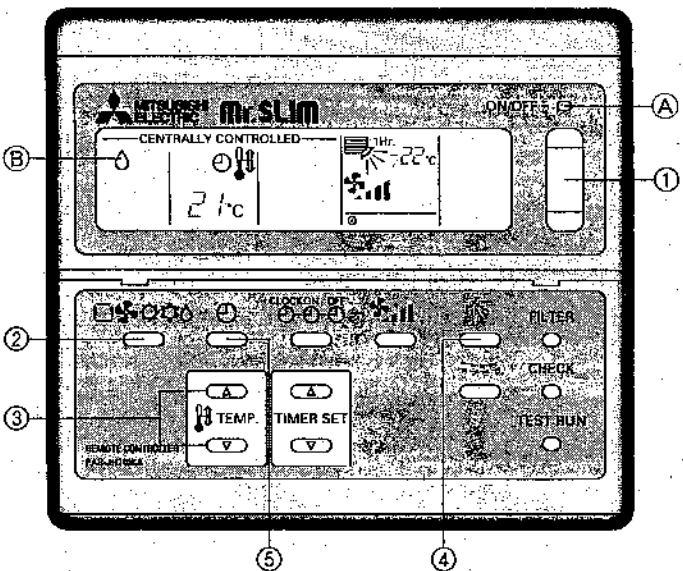 MITSUBISHI
ELECTRIC
Mr.SLIM
ON/OFF
Ⓐ
CENTRALLY CONTROLLED
Ⓑ
1Hr.
22°C
21°C
①
CLOCK ON OFF
FILTER
②
④
CHECK
③
TEMP.
TIMER SET
TEST RUN
REMOTE CONTROLLER
⑤
④